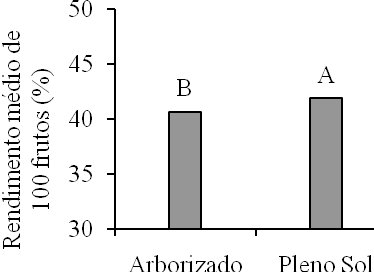 Rendimento médio de
100 frutos (%)
50
45
40
35
30
B
A
Arborizado
Pleno Sol